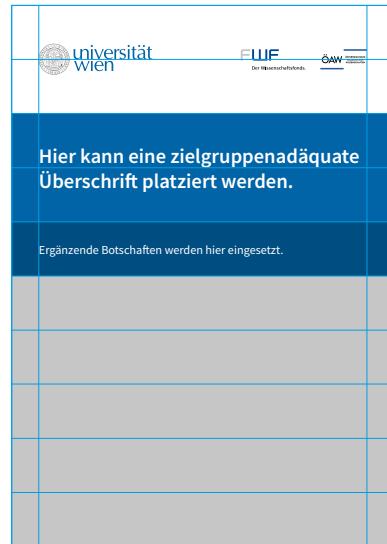 universität
wien
FWF
Der Wissenschaftsfonds.
ÖAW
Hier kann eine zielgruppenadäquate
Überschrift platziert werden.
Ergänzende Botschaften werden hier eingesetzt.